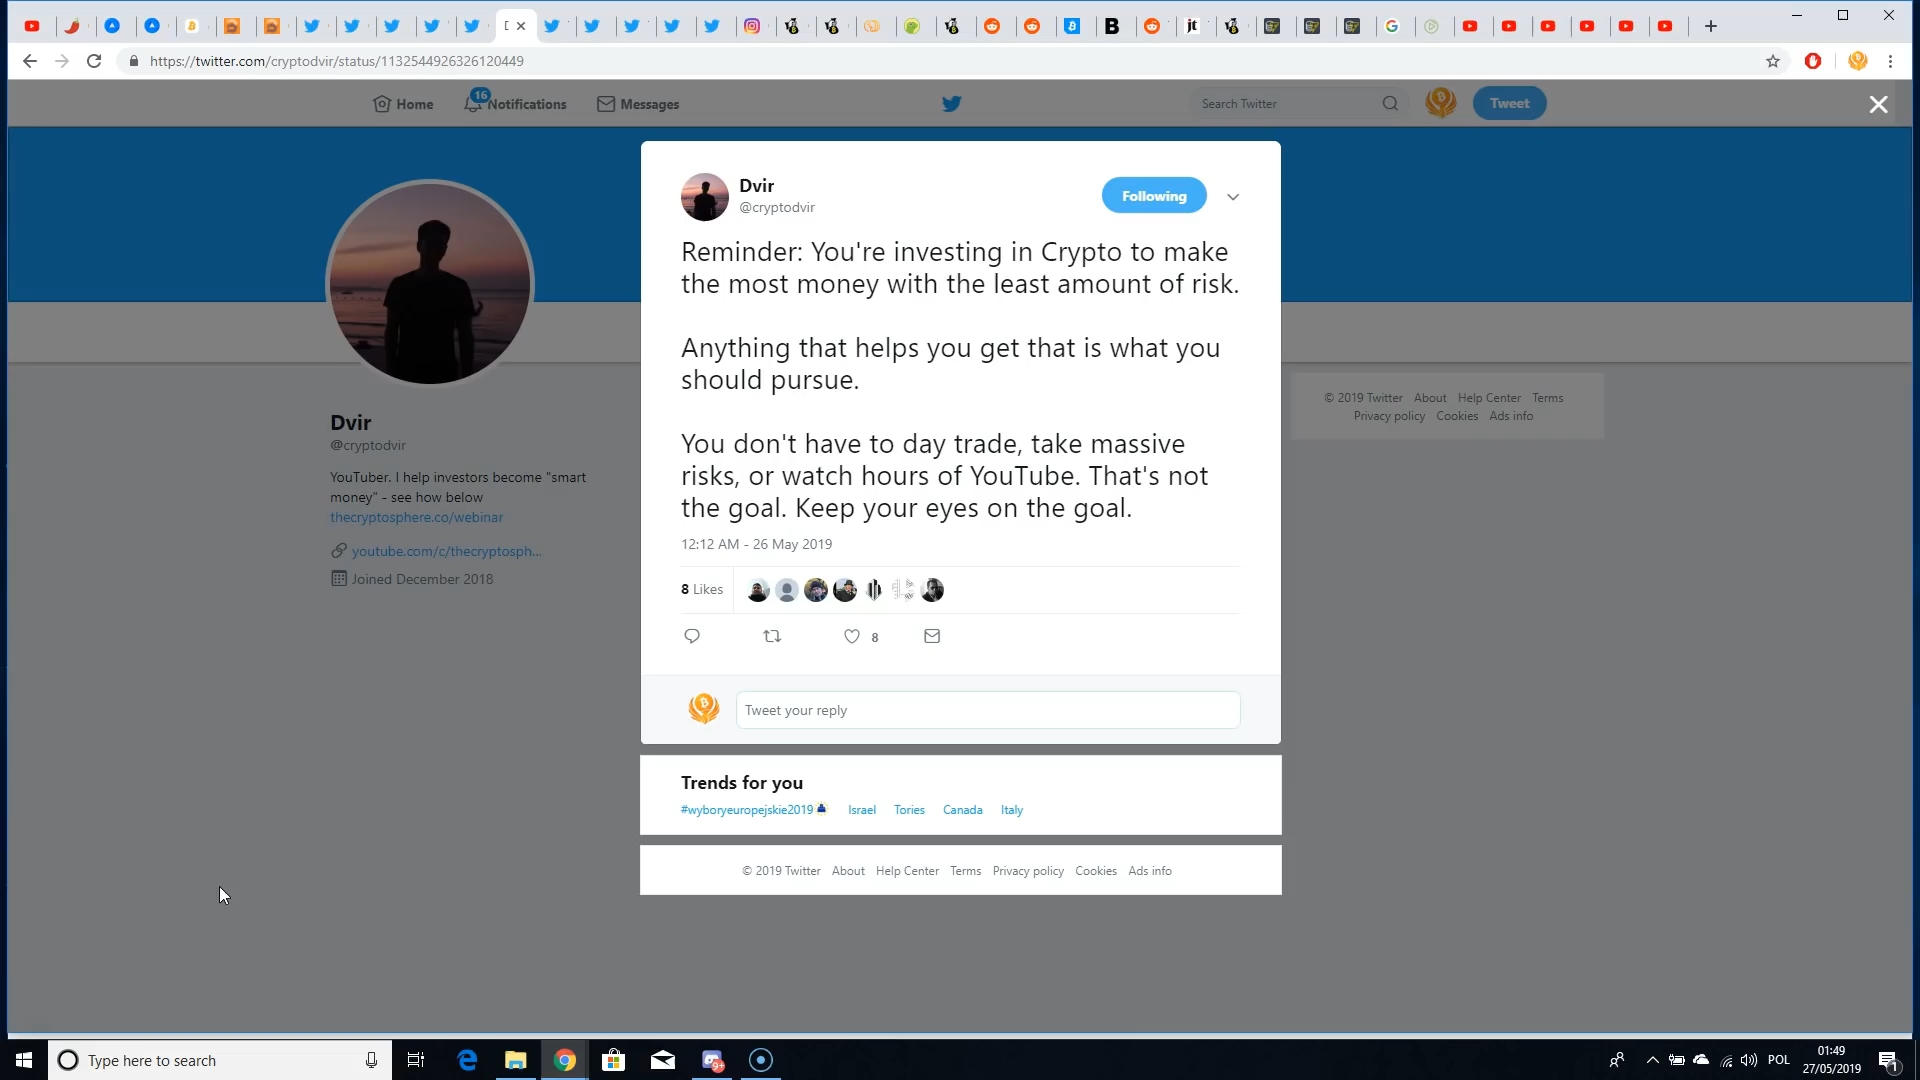 https://twitter.com/cryptodvir/status/1132544926326120449
Home
16
Notifications
Messages
Search Twitter
Tweet
Dvir
@cryptodvir
Following
Reminder: You're investing in Crypto to make
the most money with the least amount of risk.
Anything that helps you get that is what you
should pursue.
You don't have to day trade, take massive
risks, or watch hours of YouTube. That's not
the goal. Keep your eyes on the goal.
12:12 AM - 26 May 2019
8 Likes
8
Tweet your reply
Trends for you
#wyboryeuropejskie2019 Israel Tories Canada Italy
© 2019 Twitter About Help Center Terms Privacy policy Cookies Ads info
Dvir
@cryptodvir
YouTuber. I help investors become "smart
money" - see how below
thecryptosphere.co/webinar
youtube.com/c/thecryptosph...
Joined December 2018
© 2019 Twitter About Help Center Terms
Privacy policy Cookies Ads info
Type here to search
9+
POL
01:49
27/05/2019
1